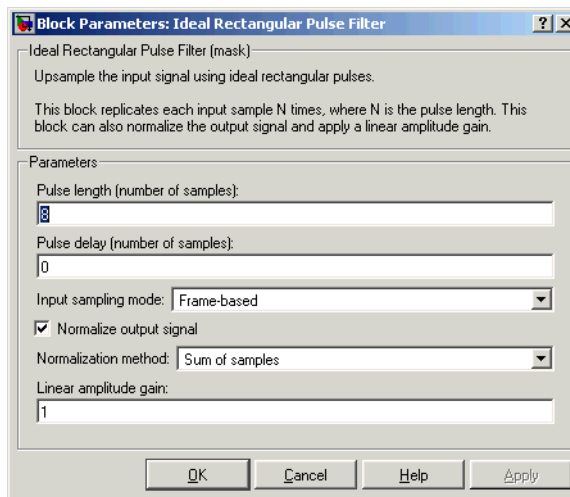 Block Parameters: Ideal Rectangular Pulse Filter
Ideal Rectangular Pulse Filter (mask)
Upsample the input signal using ideal rectangular pulses.
This block replicates each input sample N times, where N is the pulse length. This
block can also normalize the output signal and apply a linear amplitude gain.
Parameters
Pulse length (number of samples):
8
Pulse delay (number of samples):
0
Input sampling mode: Frame-based
Normalize output signal
Normalization method: Sum of samples
Linear amplitude gain:
1
OK Cancel Help Apply